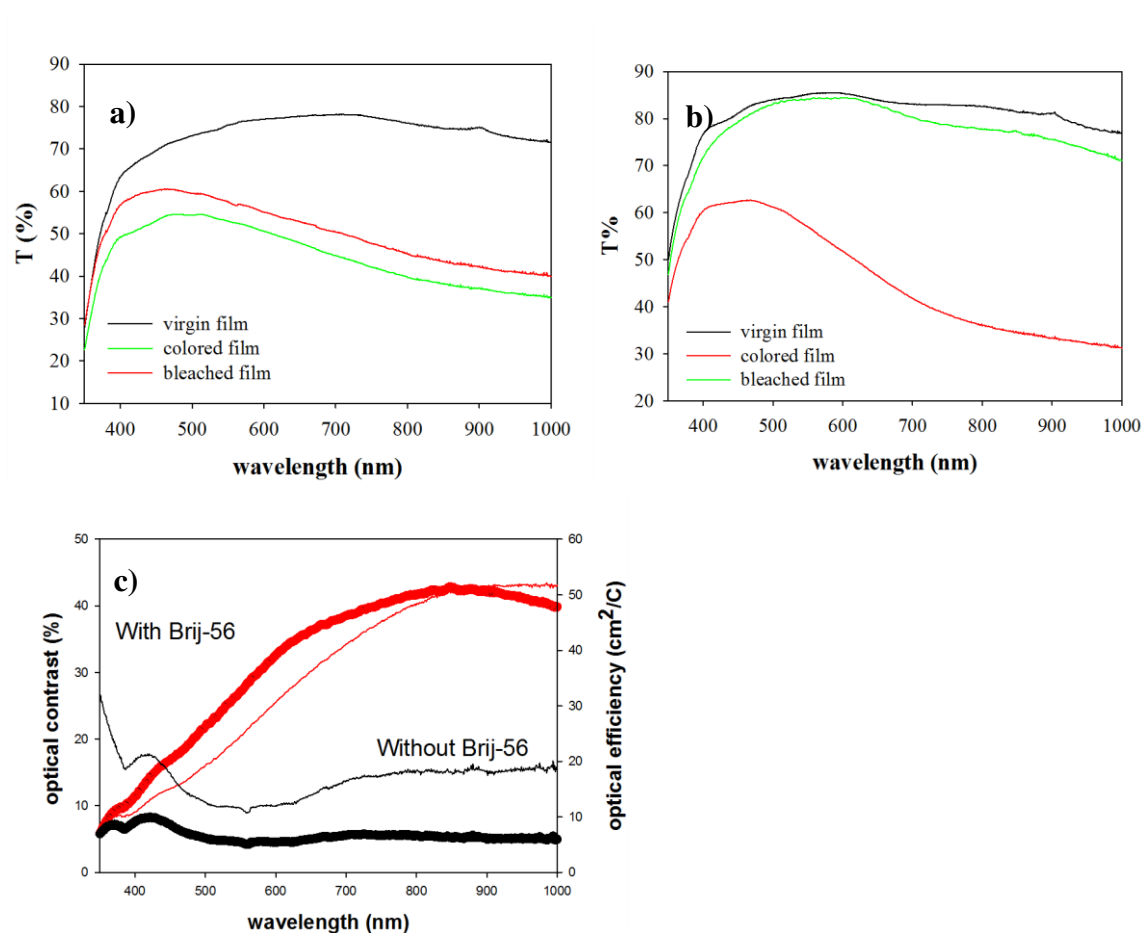 a)
T (%)
90
80
70
60
50
40
30
20
10
virgin film
colored film
bleached film
400 500 600 700 800 900 1000
wavelength (nm)
b)
T%
90
80
70
60
50
40
30
20
virgin film
colored film
bleached film
400 500 600 700 800 900 1000
wavelength (nm)
c)
optical contrast (%)
50
40
30
20
10
0
With Brij-56
Without Brij-56
60
50
40
30
20
10
0
optical efficiency (cm²/C)
400 500 600 700 800 900 1000
wavelength (nm)